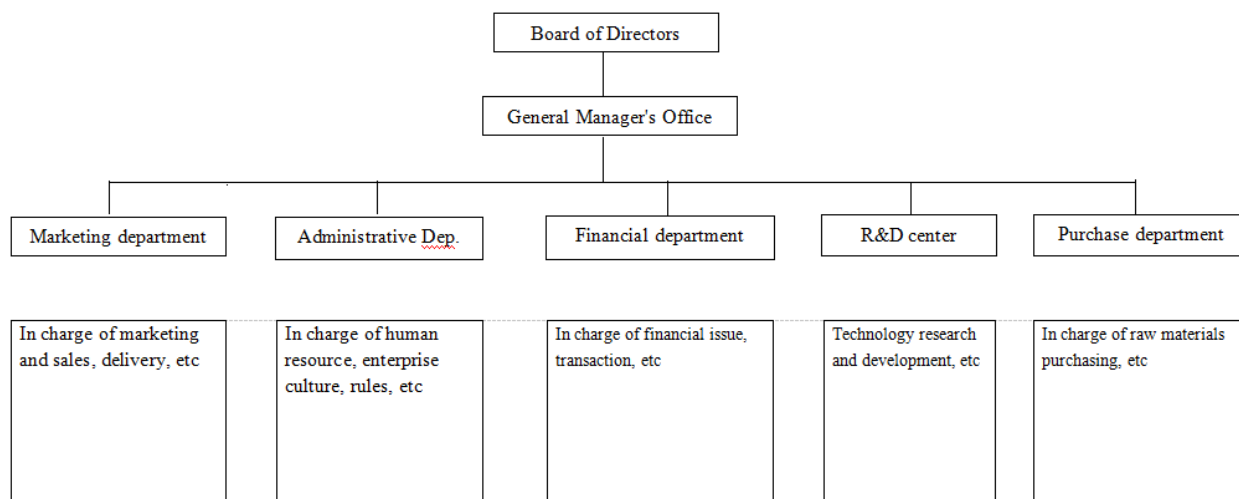 Board of Directors
General Manager's Office
Marketing department
Administrative Dep.
Financial department
R&D center
Purchase department
In charge of marketing
and sales, delivery, etc
In charge of human
resource, enterprise
culture, rules, etc
In charge of financial issue,
transaction, etc
Technology research
and development, etc
In charge of raw materials
purchasing, etc